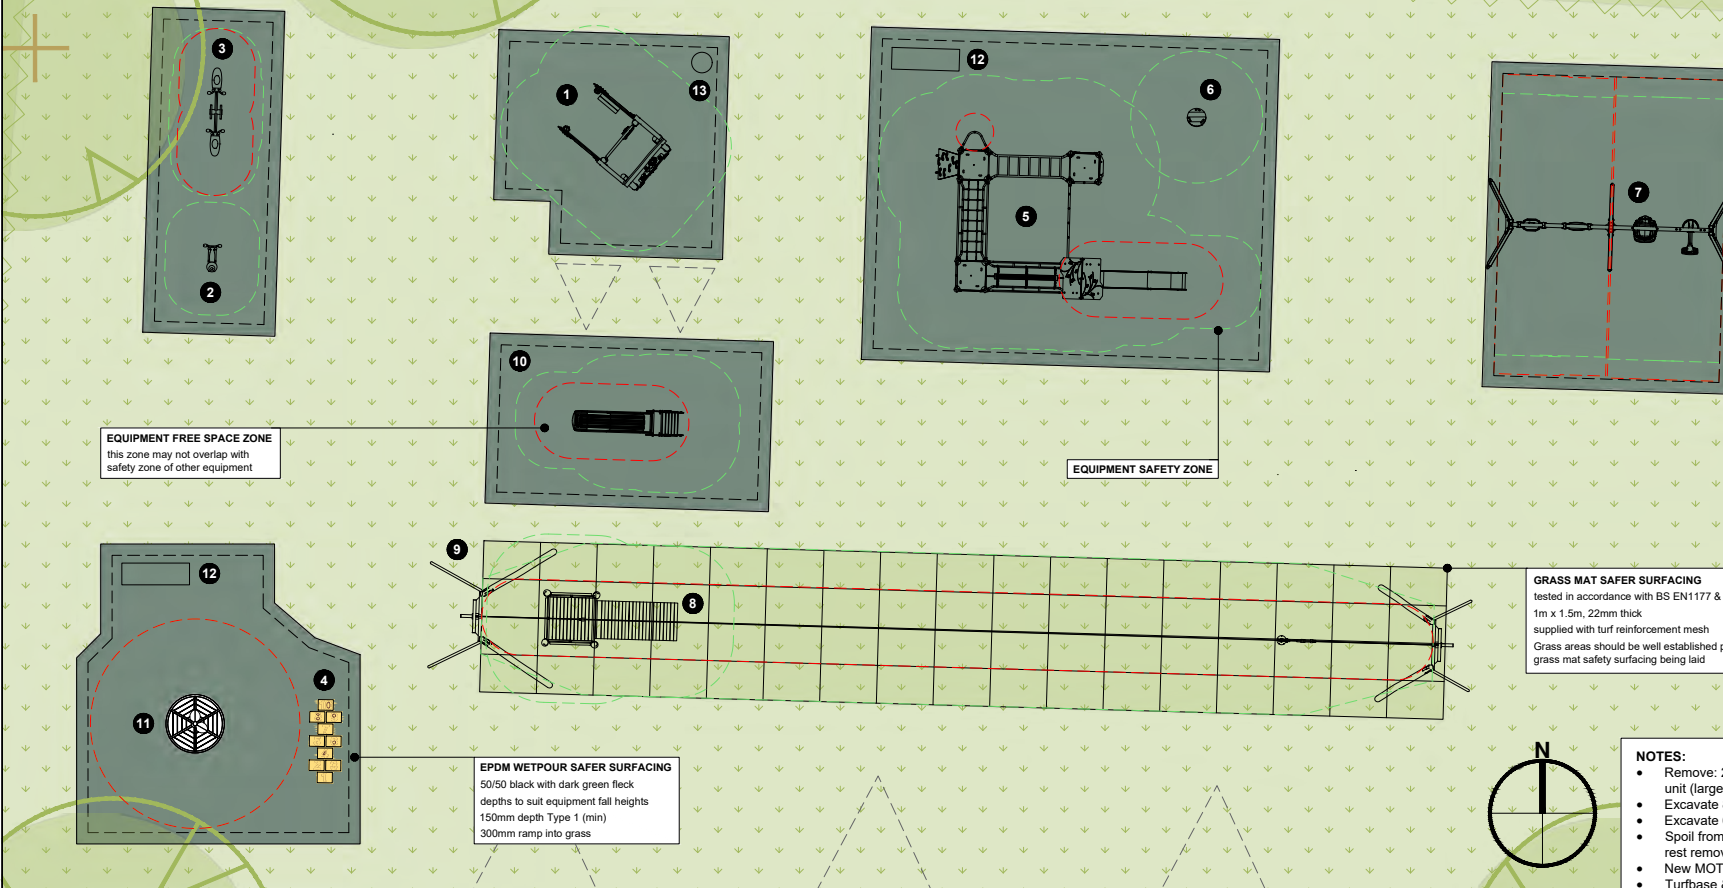 3
2
1
13
12
6
5
7
10
EQUIPMENT FREE SPACE ZONE
this zone may not overlap with
safety zone of other equipment
EQUIPMENT SAFETY ZONE
9
8
12
4
11
GRASS MAT SAFER SURFACING
tested in accordance with BS EN1177 &
1m x 1.5m, 22mm thick
supplied with turf reinforcement mesh
Grass areas should be well established
grass mat safety surfacing being laid
EPDM WETPOUR SAFER SURFACING
50/50 black with dark green fleck
depths to suit equipment fall heights
150mm depth Type 1 (min)
300mm ramp into grass
N
NOTES:
• Remove:
unit (large
• Excavate
• Excavate
• Spoil from
rest remov
• New MOT
• Turfbase